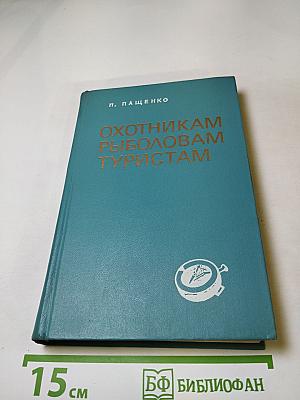 П. ПАЩЕНКО
ОХОТНИКАМ
РЫБОЛОВАМ
ТУРИСТАМ
15 см
БФ БИБЛИОФАН